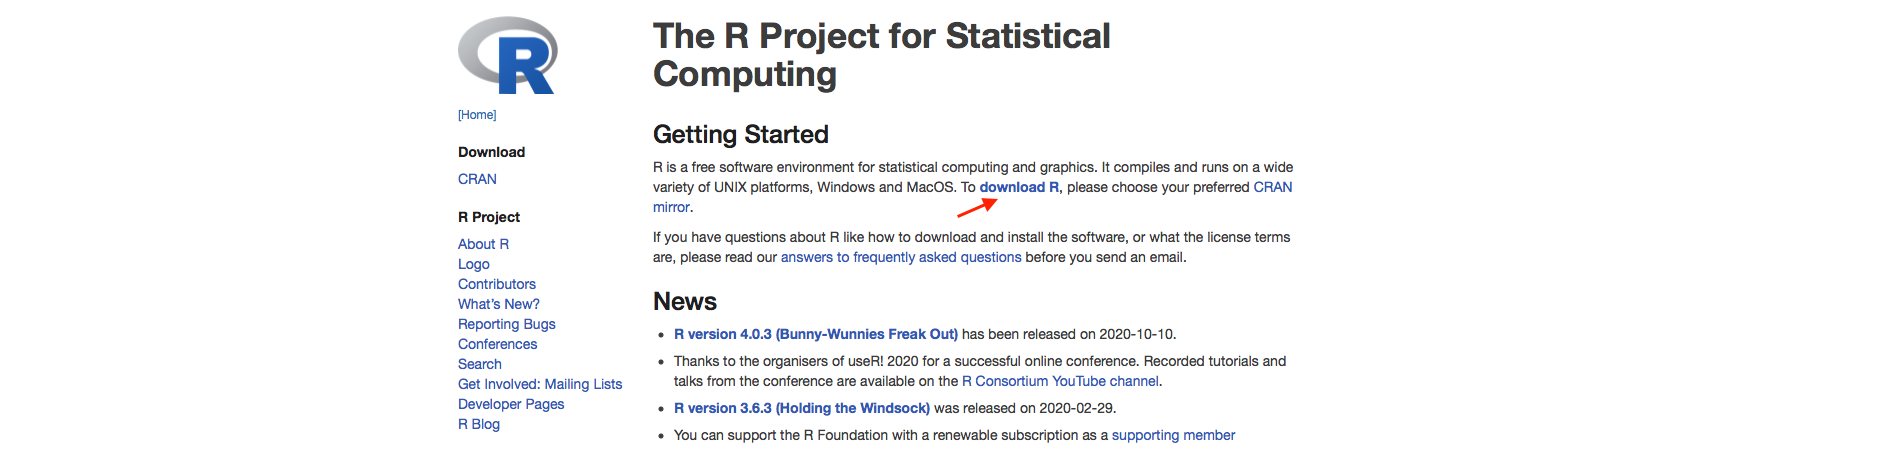 R
[Home]
Download
CRAN
R Project
About R
Logo
Contributors
What's New?
Reporting Bugs
Conferences
Search
Get Involved: Mailing Lists
Developer Pages
R Blog
The R Project for Statistical
Computing
Getting Started
R is a free software environment for statistical computing and graphics. It compiles and runs on a wide
variety of UNIX platforms, Windows and MacOS. To download R, please choose your preferred CRAN
mirror.
If you have questions about R like how to download and install the software, or what the license terms
are, please read our answers to frequently asked questions before you send an email.
News
• R version 4.0.3 (Bunny-Wunnies Freak Out) has been released on 2020-10-10.
• Thanks to the organisers of useR! 2020 for a successful online conference. Recorded tutorials and
talks from the conference are available on the R Consortium YouTube channel.
• R version 3.6.3 (Holding the Windsock) was released on 2020-02-29.
• You can support the R Foundation with a renewable subscription as a supporting member